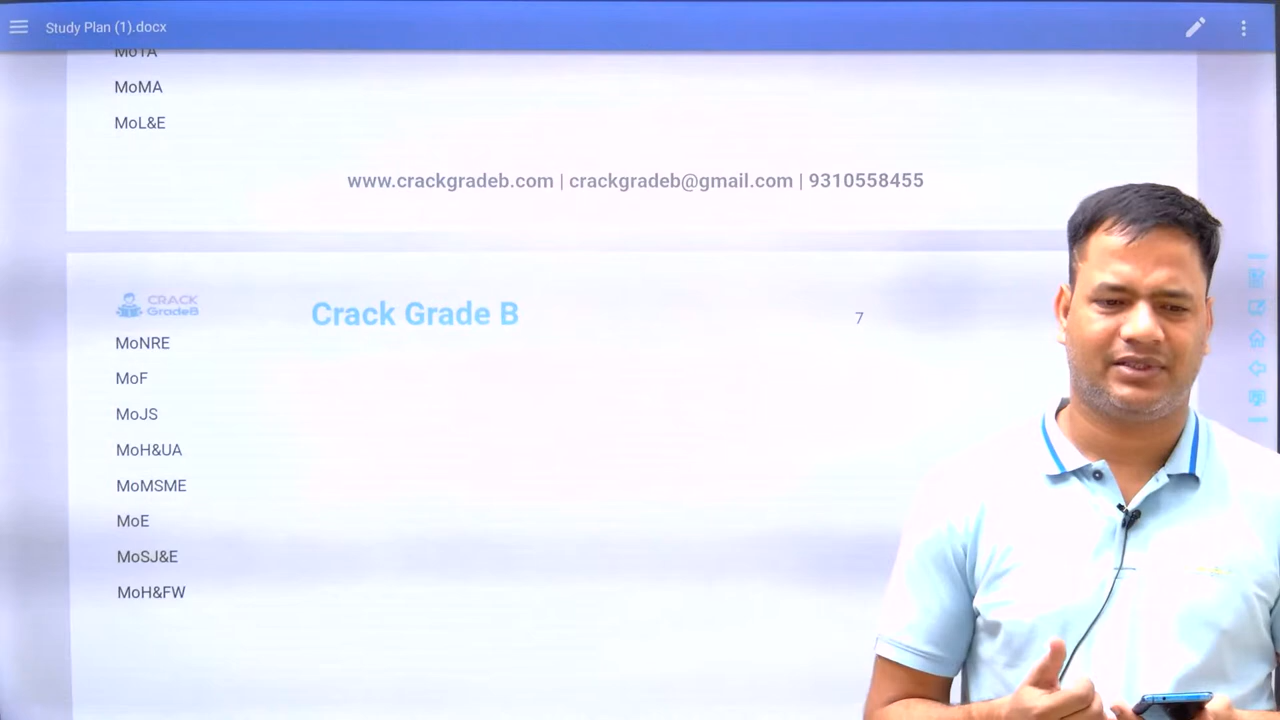 Study Plan (1).docx
MoTA
MoMA
MoL&E
www.crackgradeb.com | crackgradeb@gmail.com | 9310558455
CRACK
GradeB
Crack Grade B
7
MoNRE
MoF
MoJS
MoH&UA
MoMSME
MoE
MoSJ&E
MoH&FW